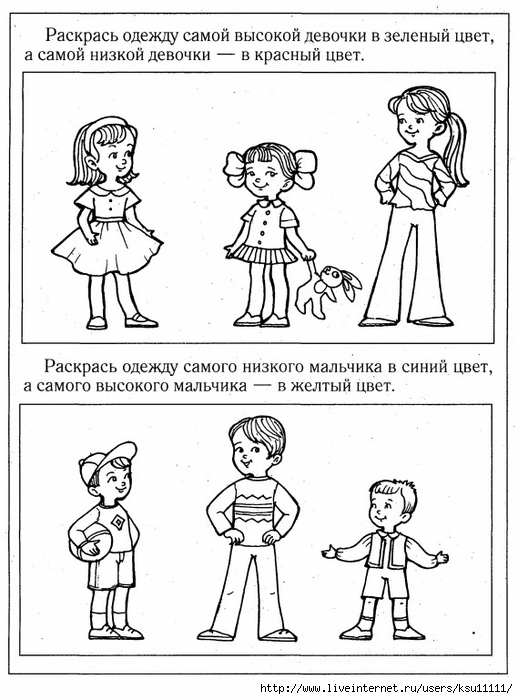 Раскрась одежду самой высокой девочки в зеленый цвет,
а самой низкой девочки — в красный цвет.
Раскрась одежду самого низкого мальчика в синий цвет,
а самого высокого мальчика — в желтый цвет.
http://www.liveinternet.ru/users/ksu11111/